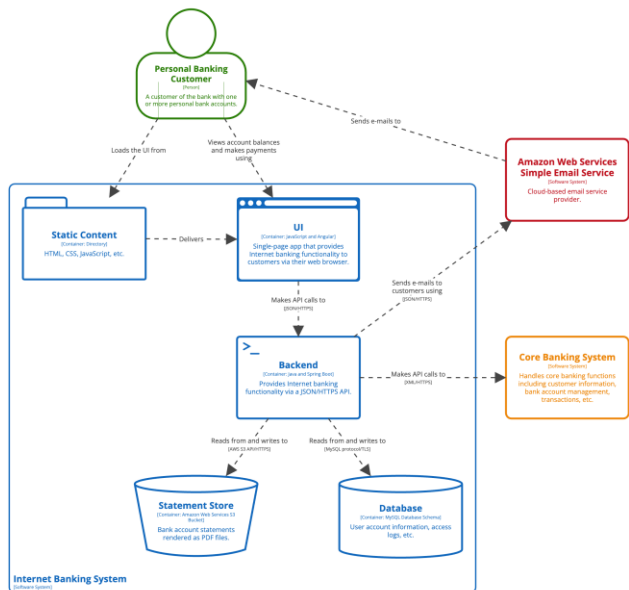 Personal Banking
Customer
[Person]
A customer of the bank with one
or more personal bank accounts.
Sends e-mails to
Loads the UI from
Views account balances
and makes payments
using
Amazon Web Services
Simple Email Service
[Software System]
Cloud-based email service
provider.
Static Content
[Container: Directory]
HTML, CSS, JavaScript, etc.
Delivers
UI
[Container: JavaScript and Angular]
Single-page app that provides
Internet banking functionality to
customers via their web browser.
Sends e-mails to
customers using
[JSON/HTTPS]
Makes API calls to
[JSON/HTTPS]
>_
Backend
[Container: Java and Spring Boot]
Provides Internet banking
functionality via a JSON/HTTPS API.
Makes API calls to
[XML/HTTPS]
Core Banking System
[Software System]
Handles core banking functions
including customer information,
bank account management,
transactions, etc.
Reads from and writes to
[AWS S3 API/HTTPS]
Reads from and writes to
[MySQL protocol/TLS]
Statement Store
[Container: Amazon Web Services S3
Bucket]
Bank account statements
rendered as PDF files.
Database
[Container: MySQL Database Schema]
User account information, access
logs, etc.
Internet Banking System
[Software System]